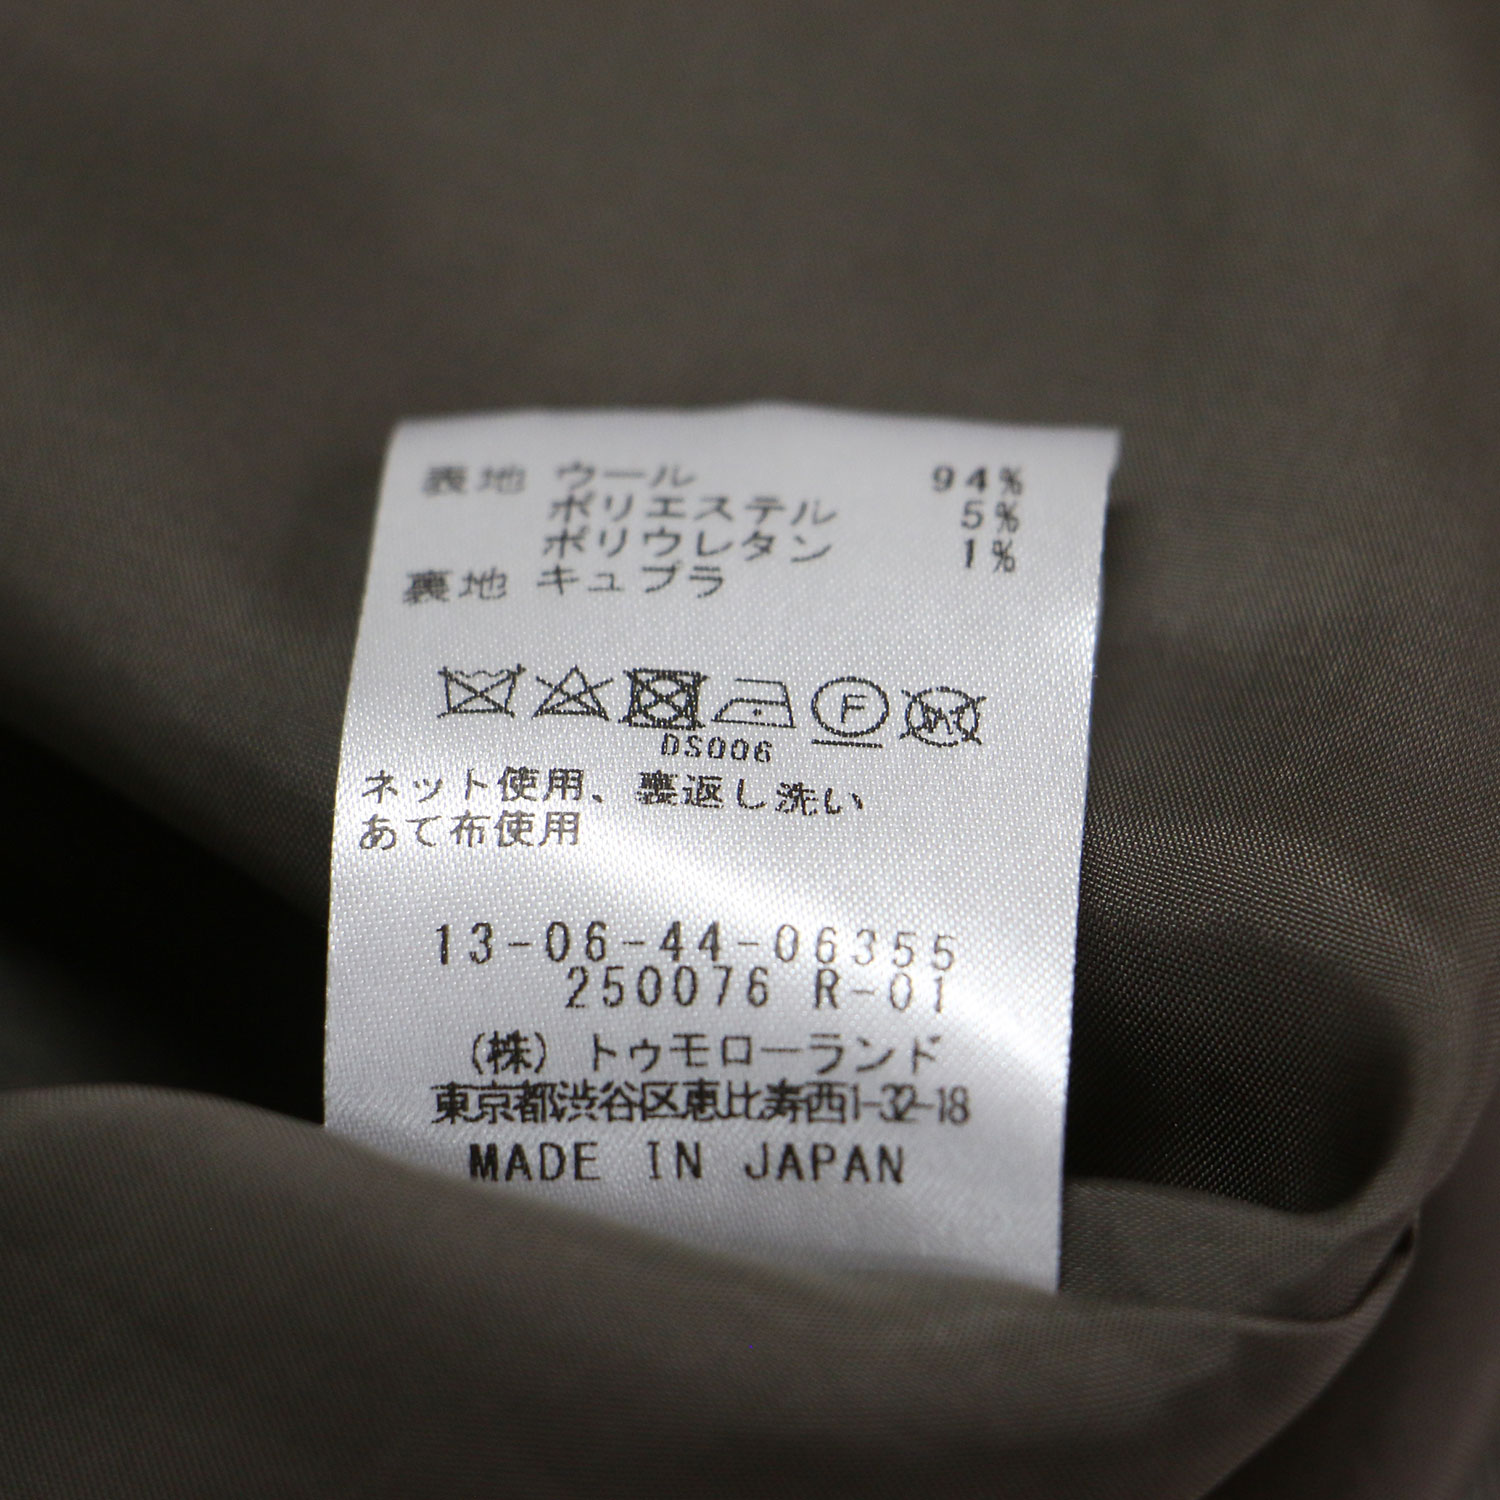 表地 ウール 94%
ポリエステル 5%
ポリウレタン 1%
裏地 キュプラ
F
DS006
ネット使用、裏返し洗い
あて布使用
13-06-44-06355
250076 R-01
(株) トゥモローランド
東京都渋谷区恵比寿西1-32-18
MADE IN JAPAN